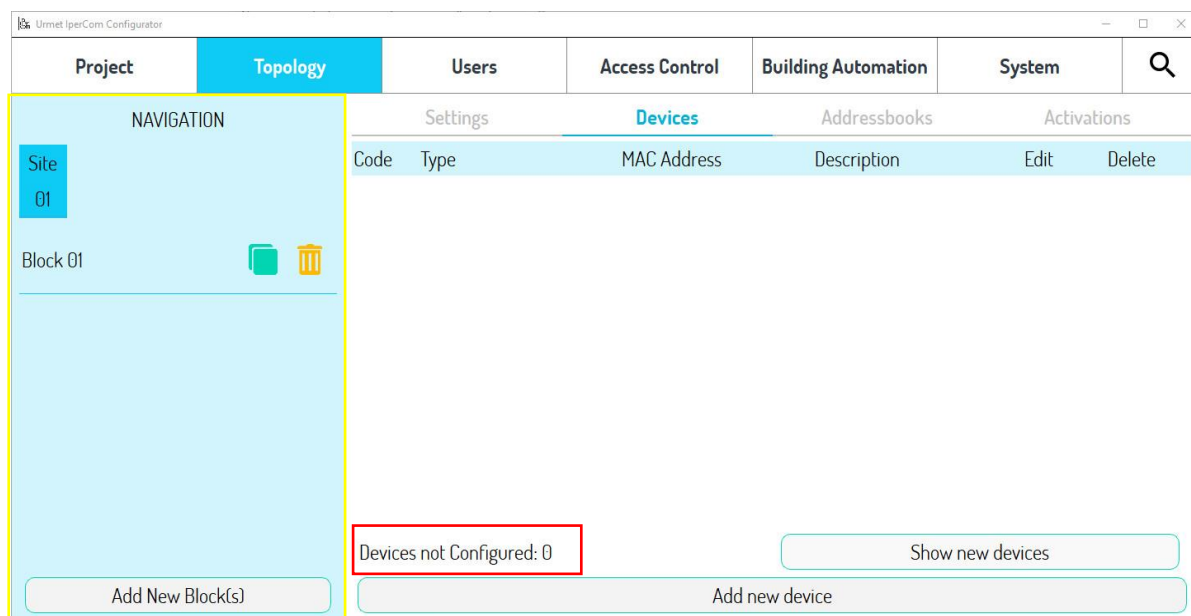 Urmet IperCom Configurator
Project Topology Users Access Control Building Automation System
NAVIGATION
Settings Devices Addressbooks Activations
Site
01
Code Type MAC Address Description Edit Delete
Block 01
Devices not Configured: 0
Show new devices
Add New Block(s)
Add new device